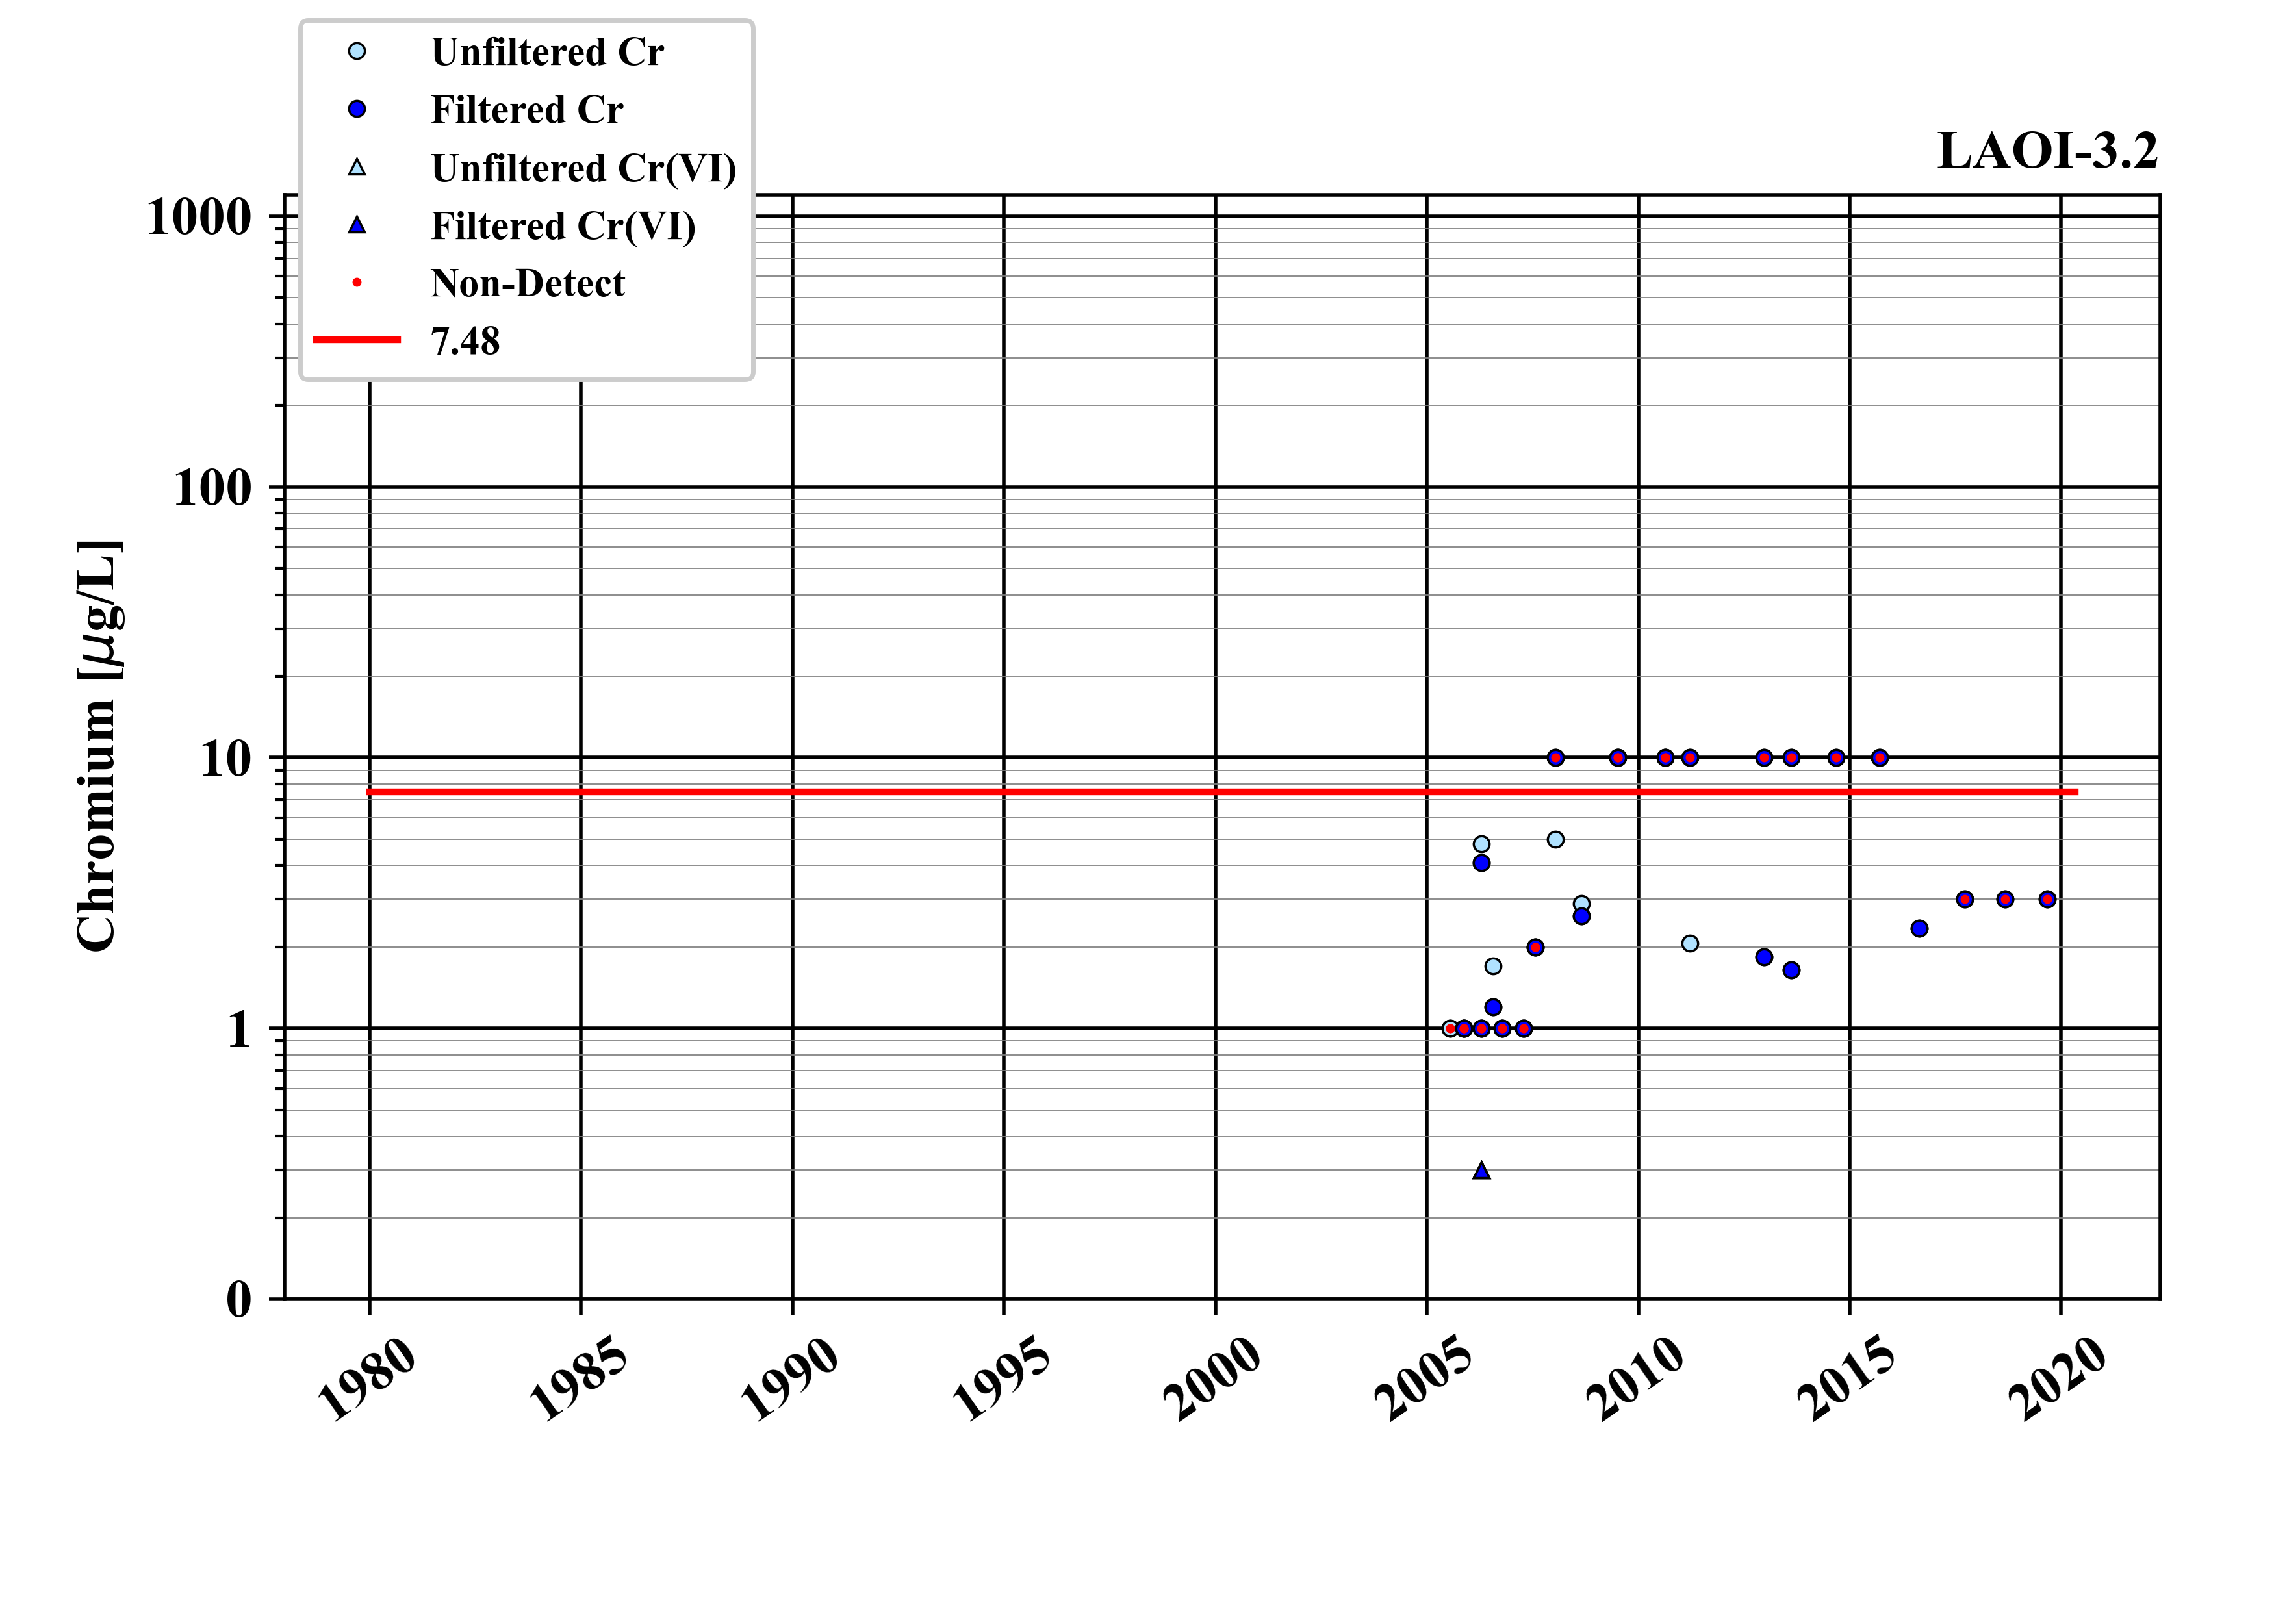 Unfiltered Cr
Filtered Cr
Unfiltered Cr(VI)
Filtered Cr(VI)
Non-Detect
7.48
LAOI-3.2
Chromium [μg/L]
1000
100
10
1
0
1980
1985
1990
1995
2000
2005
2010
2015
2020